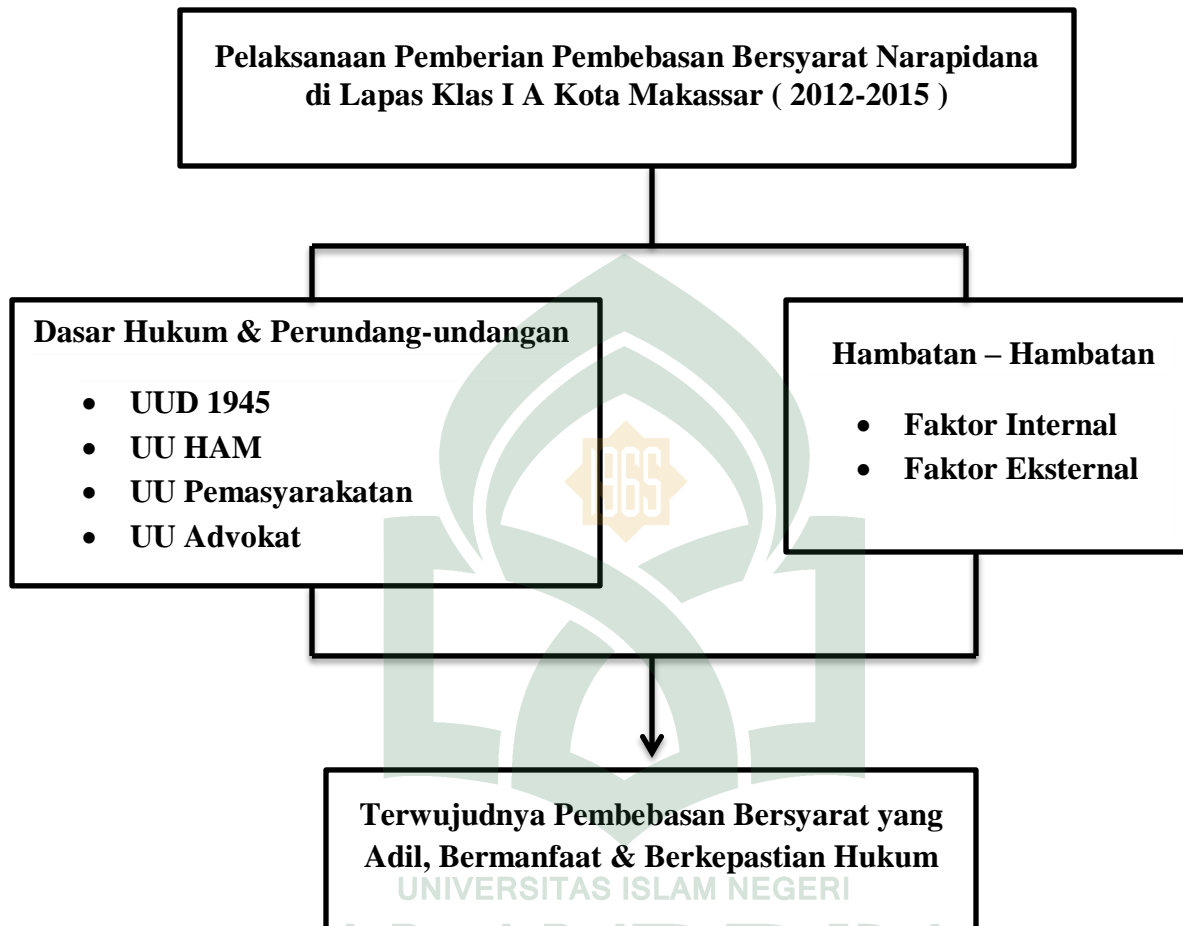 Pelaksanaan Pemberian Pembebasan Bersyarat Narapidana
di Lapas Klas I A Kota Makassar ( 2012-2015 )
Dasar Hukum & Perundang-undangan
• UUD 1945
• UU HAM
• UU Pemasyarakatan
• UU Advokat
Hambatan – Hambatan
• Faktor Internal
• Faktor Eksternal
1965
Terwujudnya Pembebasan Bersyarat yang
Adil, Bermanfaat & Berkepastian Hukum
UNIVERSITAS ISLAM NEGERI